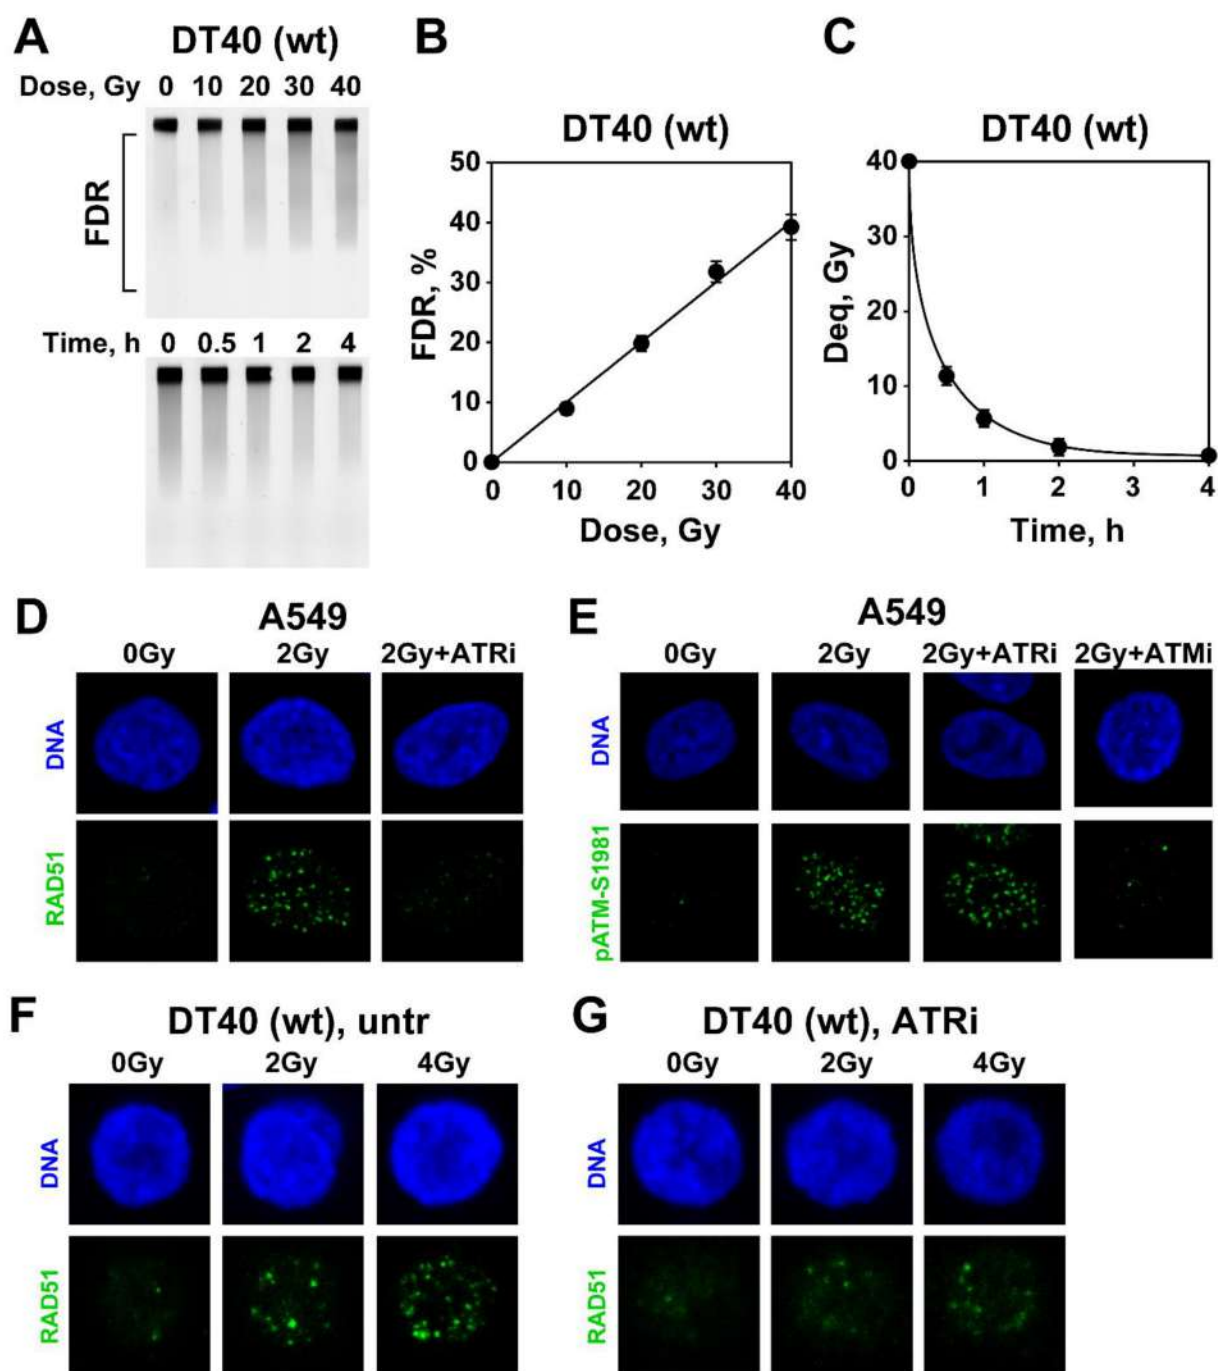 A
DT40 (wt)
Dose, Gy 0 10 20 30 40
FDR
Time, h 0 0.5 1 2 4
B
DT40 (wt)
50
40
30
20
10
0
FDR, %
0 10 20 30 40
Dose, Gy
C
DT40 (wt)
40
30
20
10
0
Deq, Gy
0 1 2 3 4
Time, h
D
A549
0Gy 2Gy 2Gy+ATRi
DNA
RAD51
E
A549
0Gy 2Gy 2Gy+ATRi 2Gy+ATMi
DNA
pATM-S1981
F
DT40 (wt), untr
0Gy 2Gy 4Gy
DNA
RAD51
G
DT40 (wt), ATRi
0Gy 2Gy 4Gy
DNA
RAD51